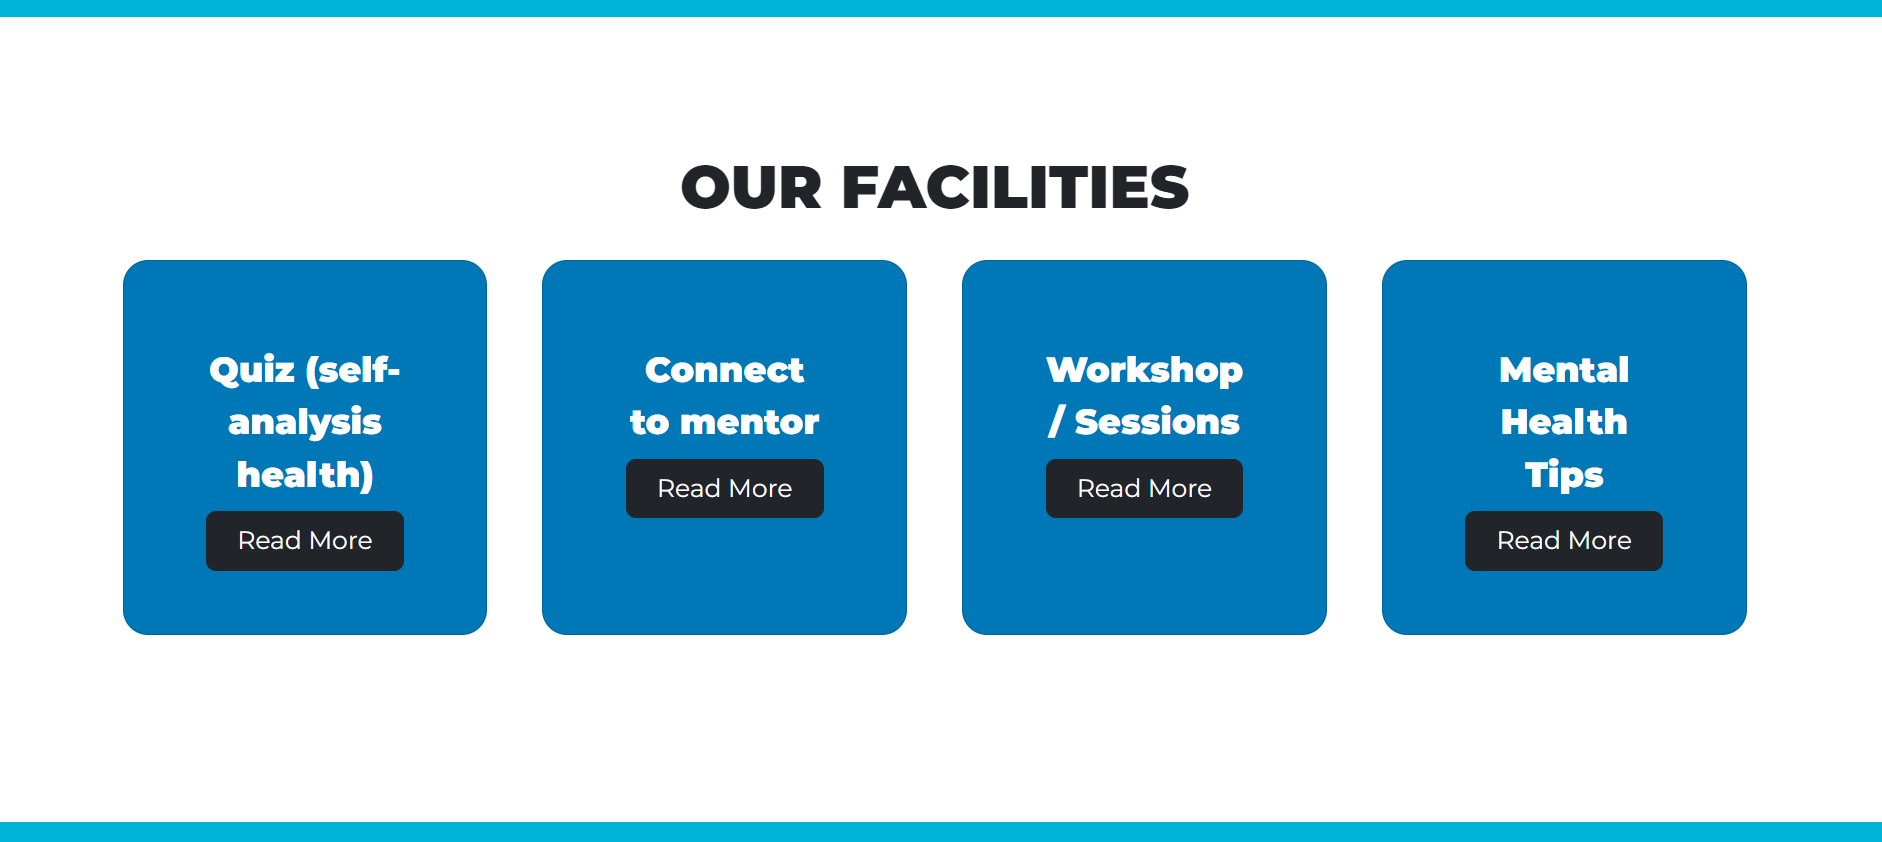 OUR FACILITIES
Quiz (self-
analysis
health)
Read More
Connect
to mentor
Read More
Workshop
/ Sessions
Read More
Mental
Health
Tips
Read More